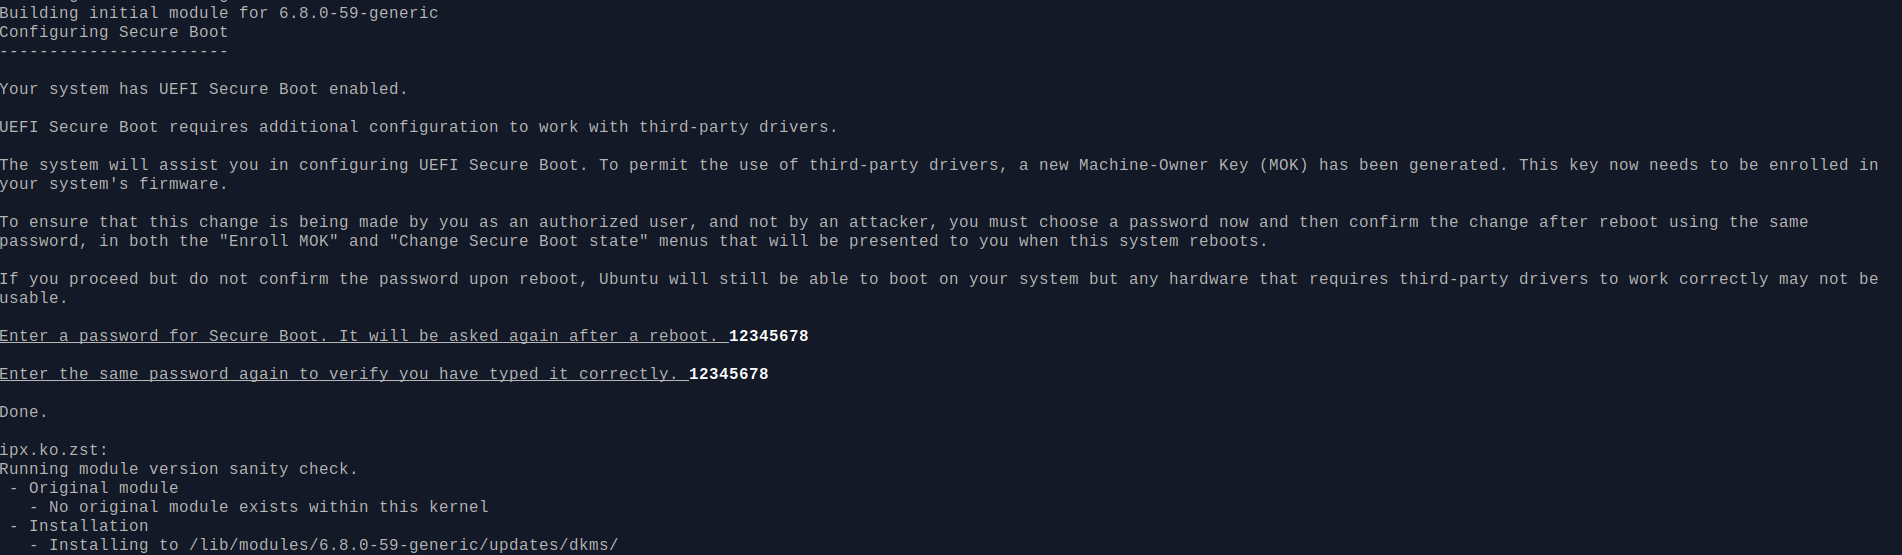 Building initial module for 6.8.0-59-generic
Configuring Secure Boot
-----------------------
Your system has UEFI Secure Boot enabled.
UEFI Secure Boot requires additional configuration to work with third-party drivers.
The system will assist you in configuring UEFI Secure Boot. To permit the use of third-party drivers, a new Machine-Owner Key (MOK) has been generated. This key now needs to be enrolled in
your system's firmware.
To ensure that this change is being made by you as an authorized user, and not by an attacker, you must choose a password now and then confirm the change after reboot using the same
password, in both the "Enroll MOK" and "Change Secure Boot state" menus that will be presented to you when this system reboots.
If you proceed but do not confirm the password upon reboot, Ubuntu will still be able to boot on your system but any hardware that requires third-party drivers to work correctly may not be
usable.
Enter a password for Secure Boot. It will be asked again after a reboot. 12345678
Enter the same password again to verify you have typed it correctly. 12345678
Done.
ipx.ko.zst:
Running module version sanity check.
 - Original module
   - No original module exists within this kernel
 - Installation
   - Installing to /lib/modules/6.8.0-59-generic/updates/dkms/